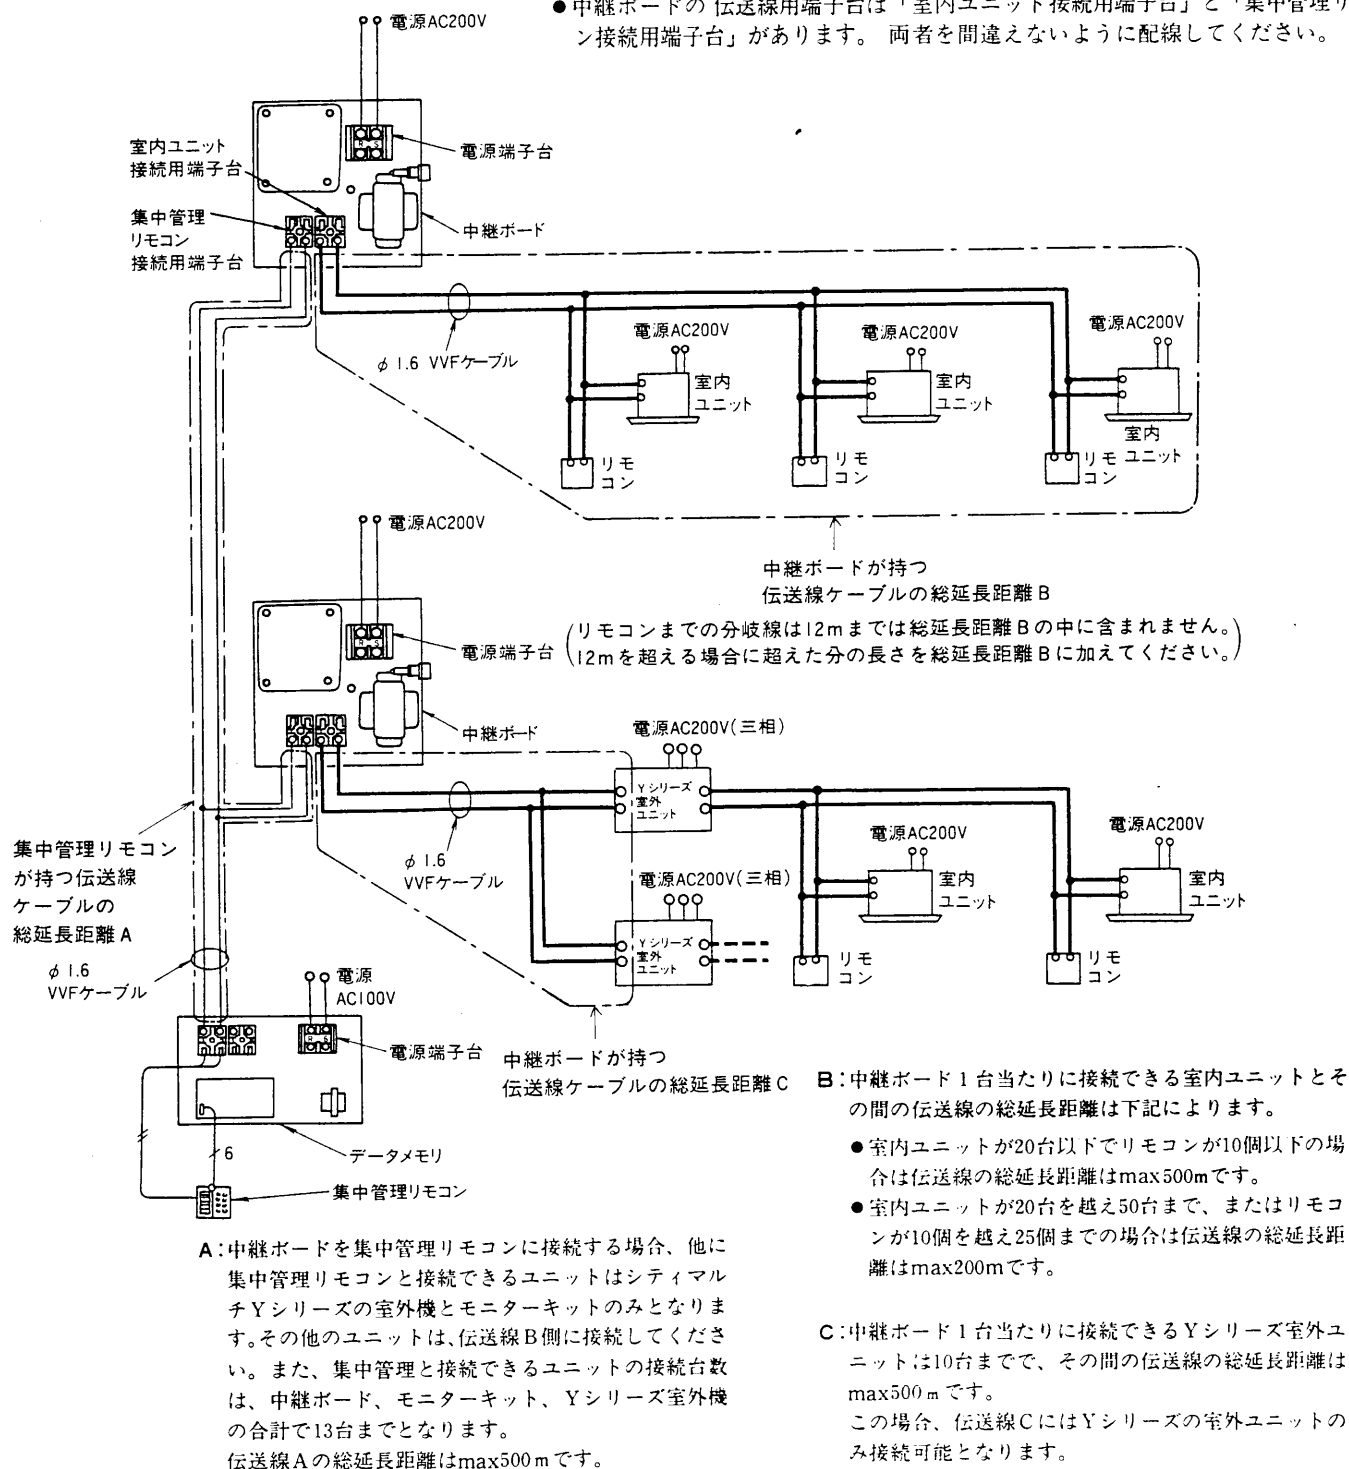 ●中継ボードの伝送線用端子台は「室内ユニット接続用端子台」と「集中管理リ
ン接続用端子台」があります。 両者を間違えないように配線してください。
電源AC200V
室内ユニット
接続用端子台
R S
電源端子台
集中管理
リモコン
接続用端子台
中継ボード
φ1.6 VVFケーブル
電源AC200V
室内
ユニット
リモ
コン
電源AC200V
室内
ユニット
リモ
コン
電源AC200V
室内
ユニット
リモ
コン
中継ボードが持つ
伝送線ケーブルの総延長距離B
(リモコンまでの分岐線は12mまでは総延長距離Bの中に含まれません。
12mを超える場合に超えた分の長さを総延長距離Bに加えてください。)
電源AC200V
R S
電源端子台
中継ボード
φ1.6
VVFケーブル
電源AC200V(三相)
Yシリーズ
室外
ユニット
電源AC200V(三相)
Yシリーズ
室外
ユニット
電源AC200V
室内
ユニット
リモ
コン
電源AC200V
室内
ユニット
リモ
コン
集中管理リモコン
が持つ伝送線
ケーブルの
総延長距離A
φ1.6
VVFケーブル
電源
AC100V
R S
電源端子台
中継ボードが持つ
伝送線ケーブルの総延長距離C
6
データメモリ
集中管理リモコン
A:中継ボードを集中管理リモコンに接続する場合、他に
集中管理リモコンと接続できるユニットはシティマル
チYシリーズの室外機とモニターキットのみとなりま
す。その他のユニットは、伝送線B側に接続してくださ
い。また、集中管理と接続できるユニットの接続台数
は、中継ボード、モニターキット、Yシリーズ室外機
の合計で13台までとなります。
伝送線Aの総延長距離はmax500mです。
B:中継ボード1台当たりに接続できる室内ユニットとそ
の間の伝送線の総延長距離は下記によります。
●室内ユニットが20台以下でリモコンが10個以下の場
合は伝送線の総延長距離はmax500mです。
●室内ユニットが20台を越え50台まで、またはリモコ
ンが10個を越え25個までの場合は伝送線の総延長距
離はmax200mです。
C:中継ボード1台当たりに接続できるYシリーズ室外ユ
ニットは10台までで、その間の伝送線の総延長距離は
max500mです。
この場合、伝送線CにはYシリーズの室外ユニットの
み接続可能となります。